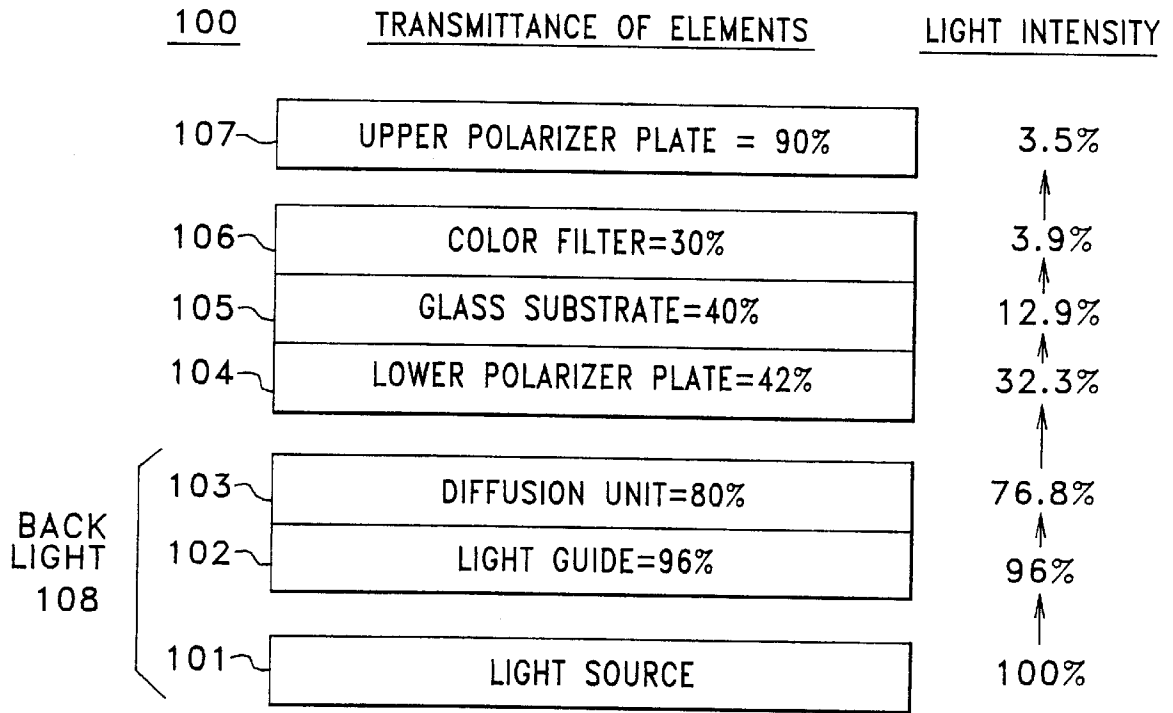 100 TRANSMITTANCE OF ELEMENTS LIGHT INTENSITY
107 UPPER POLARIZER PLATE = 90% 3.5%
106 COLOR FILTER=30% 3.9%
105 GLASS SUBSTRATE=40% 12.9%
104 LOWER POLARIZER PLATE=42% 32.3%
103 DIFFUSION UNIT=80% 76.8%
BACK
LIGHT
108
102 LIGHT GUIDE=96% 96%
101 LIGHT SOURCE 100%